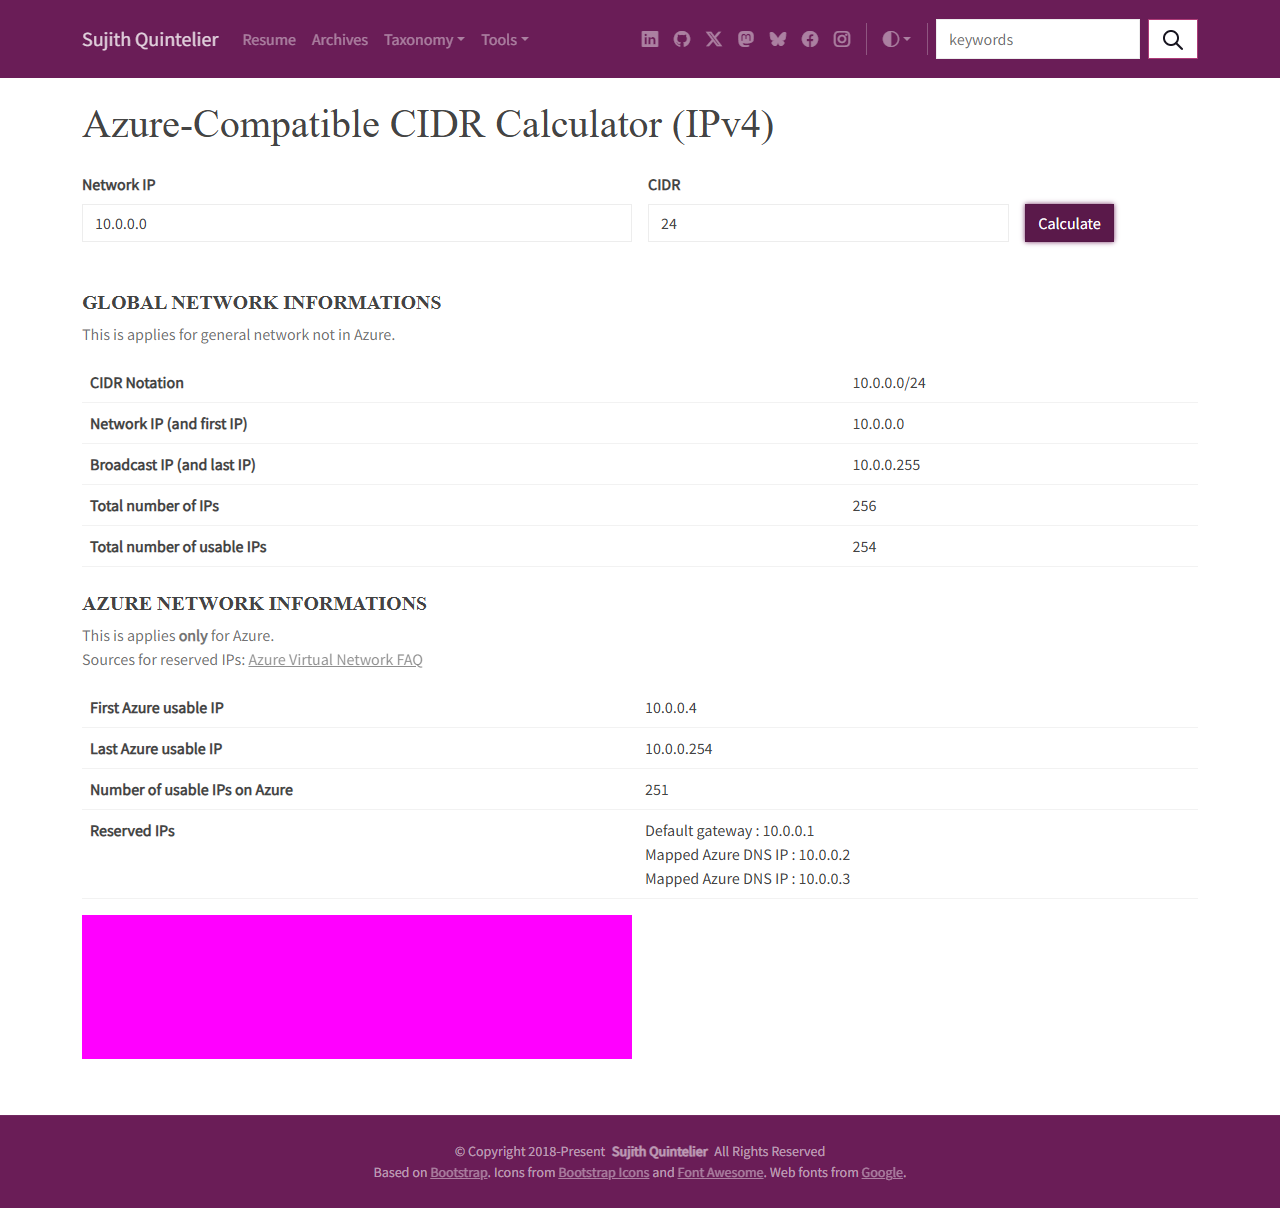 Sujith Quintelier Resume Archives Taxonomy Tools keywords
Azure-Compatible CIDR Calculator (IPv4)
Network IP CIDR
10.0.0.0 24 Calculate
GLOBAL NETWORK INFORMATIONS
This is applies for general network not in Azure.
CIDR Notation 10.0.0.0/24
Network IP (and first IP) 10.0.0.0
Broadcast IP (and last IP) 10.0.0.255
Total number of IPs 256
Total number of usable IPs 254
AZURE NETWORK INFORMATIONS
This is applies only for Azure.
Sources for reserved IPs: Azure Virtual Network FAQ
First Azure usable IP 10.0.0.4
Last Azure usable IP 10.0.0.254
Number of usable IPs on Azure 251
Reserved IPs Default gateway : 10.0.0.1
Mapped Azure DNS IP : 10.0.0.2
Mapped Azure DNS IP : 10.0.0.3
© Copyright 2018-Present Sujith Quintelier All Rights Reserved
Based on Bootstrap. Icons from Bootstrap Icons and Font Awesome. Web fonts from Google.